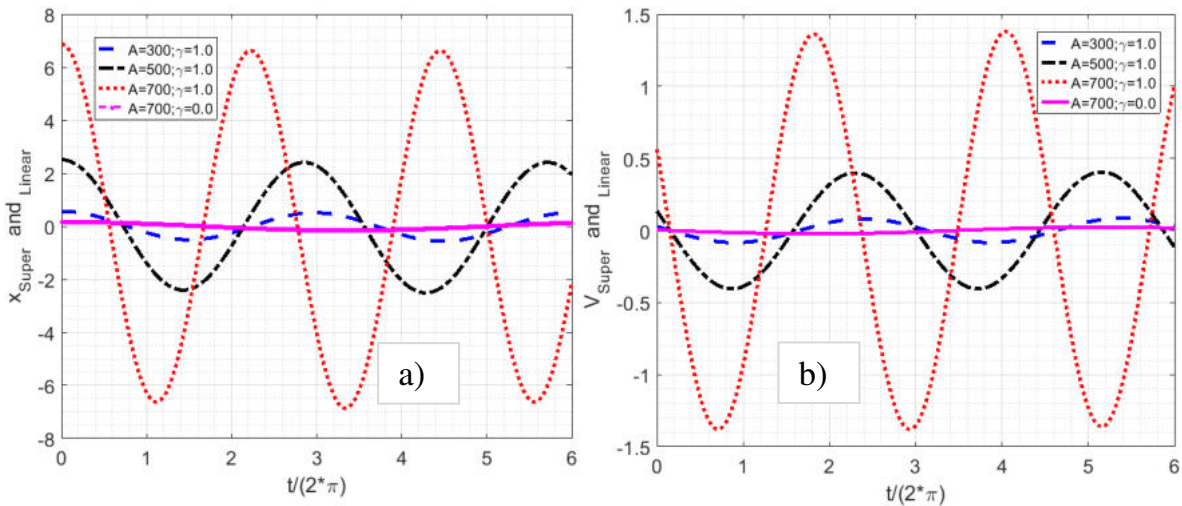 8
6
4
2
0
-2
-4
-6
-8
x_Super and _Linear
A=300;γ=1.0
A=500;γ=1.0
A=700;γ=1.0
A=700;γ=0.0
a)
0 1 2 3 4 5 6
t/(2*π)
1.5
1
0.5
0
-0.5
-1
-1.5
V_Super and _Linear
A=300;γ=1.0
A=500;γ=1.0
A=700;γ=1.0
A=700;γ=0.0
b)
0 1 2 3 4 5 6
t/(2*π)